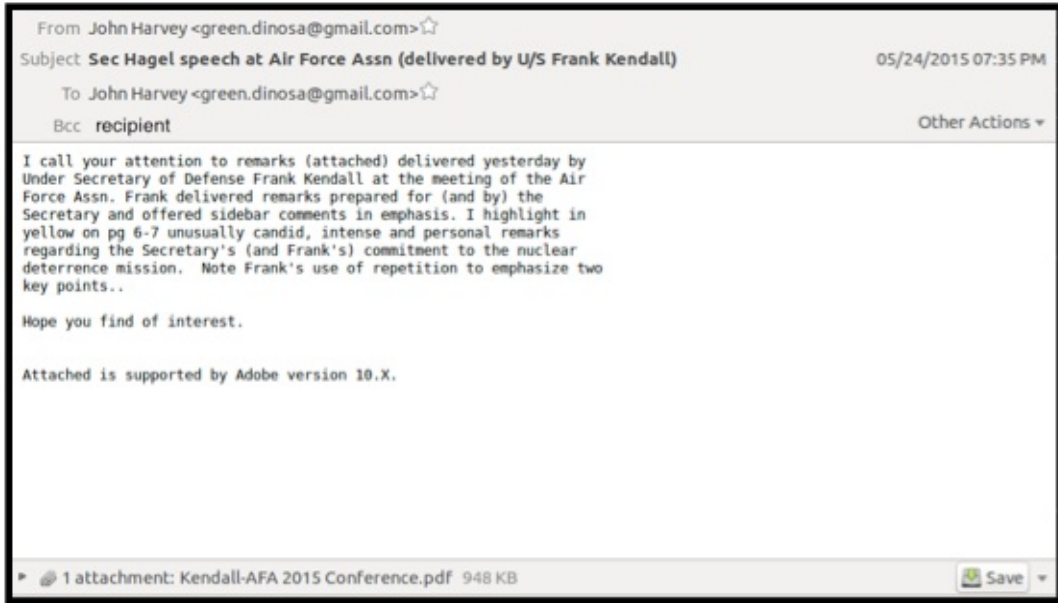 From John Harvey <green.dinosa@gmail.com>
Subject Sec Hagel speech at Air Force Assn (delivered by U/S Frank Kendall) 05/24/2015 07:35 PM
To John Harvey <green.dinosa@gmail.com>
Bcc recipient Other Actions
I call your attention to remarks (attached) delivered yesterday by
Under Secretary of Defense Frank Kendall at the meeting of the Air
Force Assn. Frank delivered remarks prepared for (and by) the
Secretary and offered sidebar comments in emphasis. I highlight in
yellow on pg 6-7 unusually candid, intense and personal remarks
regarding the Secretary's (and Frank's) commitment to the nuclear
deterrence mission.  Note Frank's use of repetition to emphasize two
key points..
Hope you find of interest.
Attached is supported by Adobe version 10.X.
1 attachment: Kendall-AFA 2015 Conference.pdf 948 KB Save